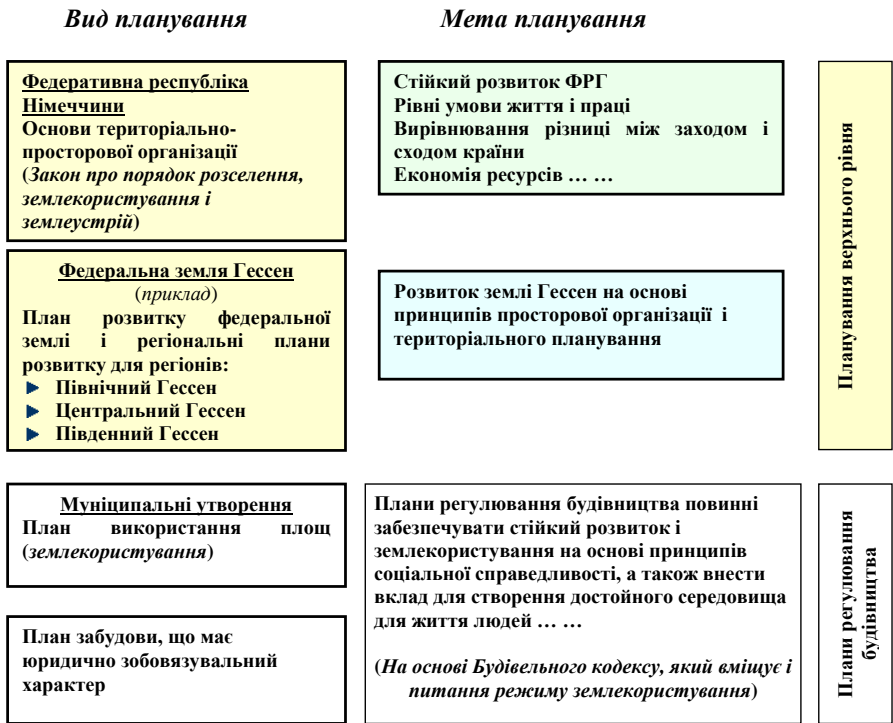 Вид планування
Мета планування
Федеративна республіка
Німеччини
Основи територіально-
просторової організації
(Закон про порядок розселення,
землекористування і
землеустрій)
Стійкий розвиток ФРГ
Рівні умови життя і праці
Вирівнювання різниці між заходом і
сходом країни
Економія ресурсів … …
Планування верхнього рівня
Федеральна земля Гессен
(приклад)
План розвитку федеральної
землі і регіональні плани
розвитку для регіонів:
Північний Гессен
Центральний Гессен
Південний Гессен
Розвиток землі Гессен на основі
принципів просторової організації і
територіального планування
Муніципальні утворення
План використання площ
(землекористування)
План забудови, що має
юридично зобовязувальний
характер
Плани регулювання будівництва повинні
забезпечувати стійкий розвиток і
землекористування на основі принципів
соціальної справедливості, а також внести
вклад для створення достойного середовища
для життя людей … …
(На основі Будівельного кодексу, який вміщує і
питання режиму землекористування)
Плани регулювання
будівництва